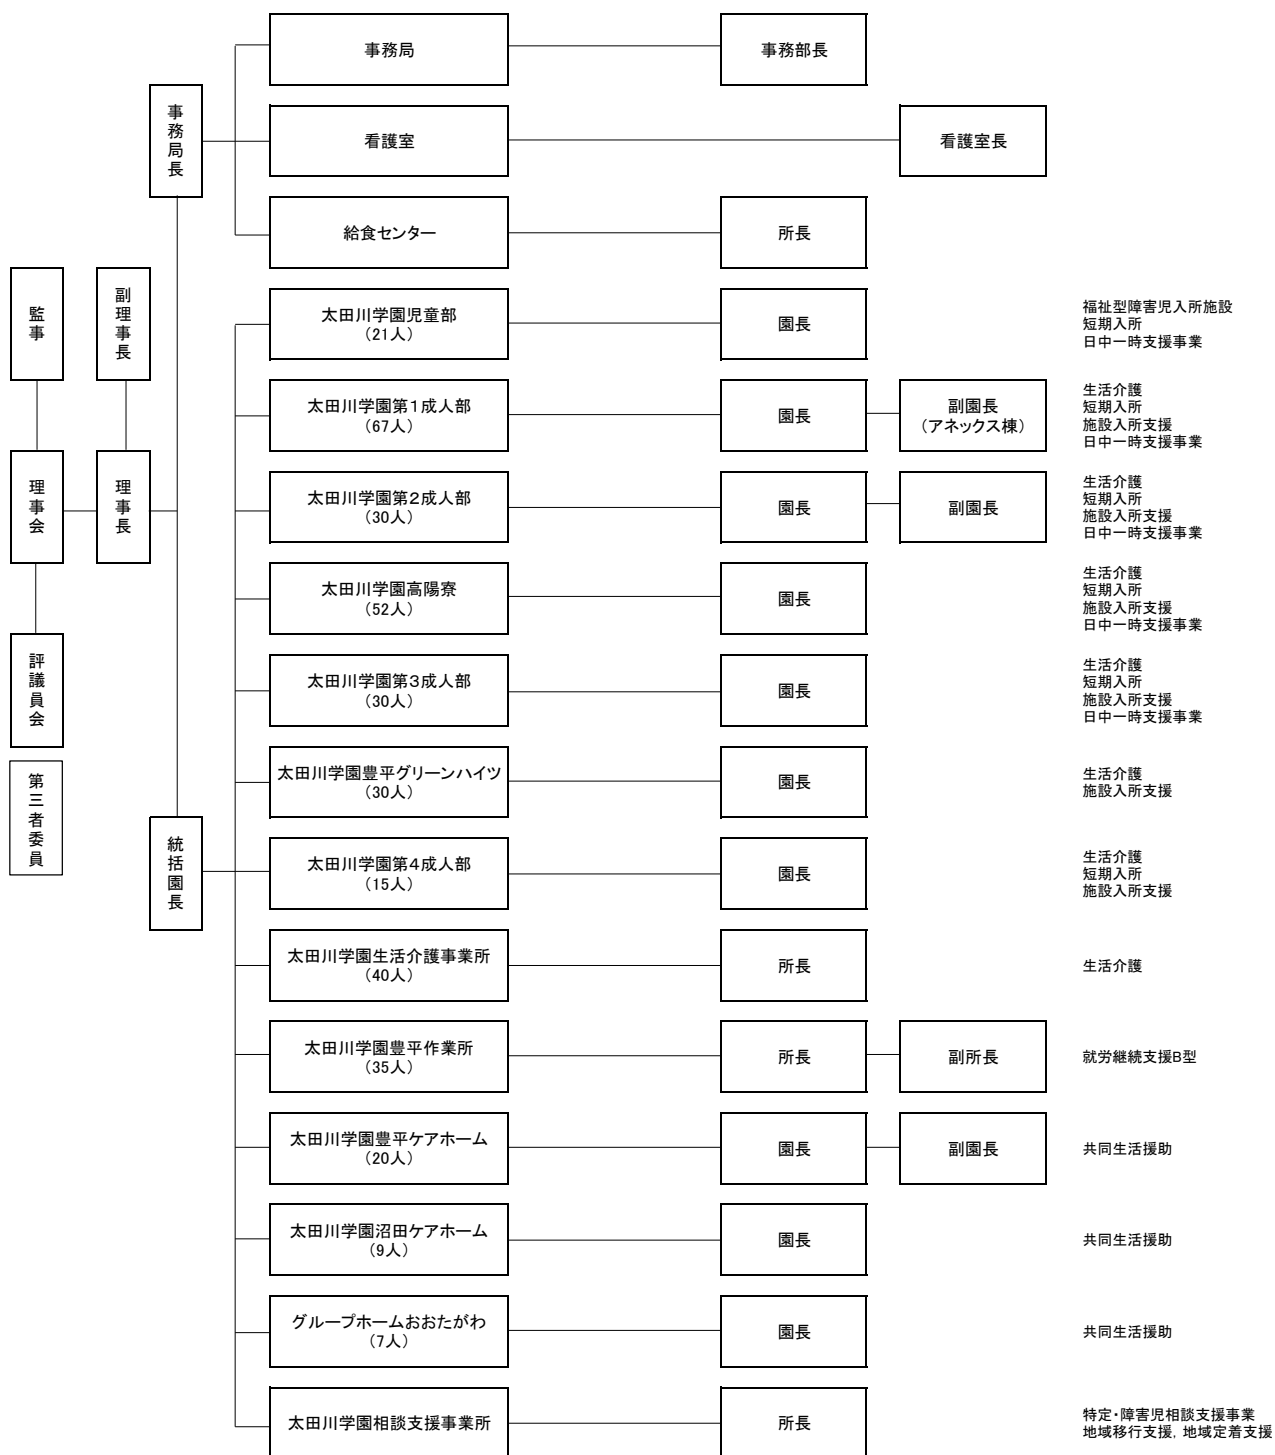 事務局
事務部長
事務局長
看護室
看護室長
給食センター
所長
監事
副理事長
太田川学園児童部
(21人)
園長
福祉型障害児入所施設
短期入所
日中一時支援事業
太田川学園第1成人部
(67人)
園長
副園長
(アネックス棟)
生活介護
短期入所
施設入所支援
日中一時支援事業
理事会
理事長
太田川学園第2成人部
(30人)
園長
副園長
生活介護
短期入所
施設入所支援
日中一時支援事業
太田川学園高陽寮
(52人)
園長
生活介護
短期入所
施設入所支援
日中一時支援事業
評議員会
太田川学園第3成人部
(30人)
園長
生活介護
短期入所
施設入所支援
日中一時支援事業
第三者委員
太田川学園豊平グリーンハイツ
(30人)
園長
生活介護
施設入所支援
統括園長
太田川学園第4成人部
(15人)
園長
生活介護
短期入所
施設入所支援
太田川学園生活介護事業所
(40人)
所長
生活介護
太田川学園豊平作業所
(35人)
所長
副所長
就労継続支援B型
太田川学園豊平ケアホーム
(20人)
園長
副園長
共同生活援助
太田川学園沼田ケアホーム
(9人)
園長
共同生活援助
グループホームおおたがわ
(7人)
園長
共同生活援助
太田川学園相談支援事業所
所長
特定・障害児相談支援事業
地域移行支援, 地域定着支援